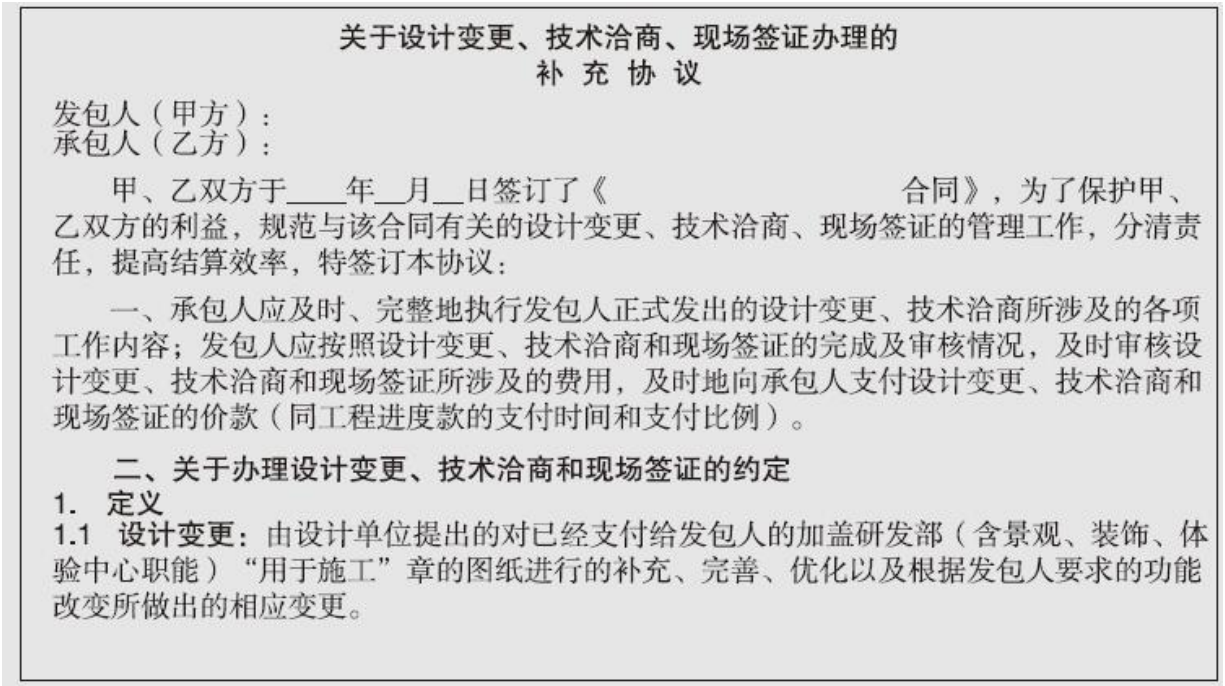 关于设计变更、技术洽商、现场签证办理的
补 充 协 议
发包人（甲方）:
承包人（乙方）:
甲、乙双方于____年__月__日签订了《 合同》，为了保护甲、
乙双方的利益，规范与该合同有关的设计变更、技术洽商、现场签证的管理工作，分清责
任，提高结算效率，特签订本协议:
一、承包人应及时、完整地执行发包人正式发出的设计变更、技术洽商所涉及的各项
工作内容；发包人应按照设计变更、技术洽商和现场签证的完成及审核情况，及时审核设
计变更、技术洽商和现场签证所涉及的费用，及时地向承包人支付设计变更、技术洽商和
现场签证的价款（同工程进度款的支付时间和支付比例）。
二、关于办理设计变更、技术洽商和现场签证的约定
1. 定义
1.1 设计变更: 由设计单位提出的对已经支付给发包人的加盖研发部（含景观、装饰、体
验中心职能）“用于施工”章的图纸进行的补充、完善、优化以及根据发包人要求的功能
改变所做出的相应变更。